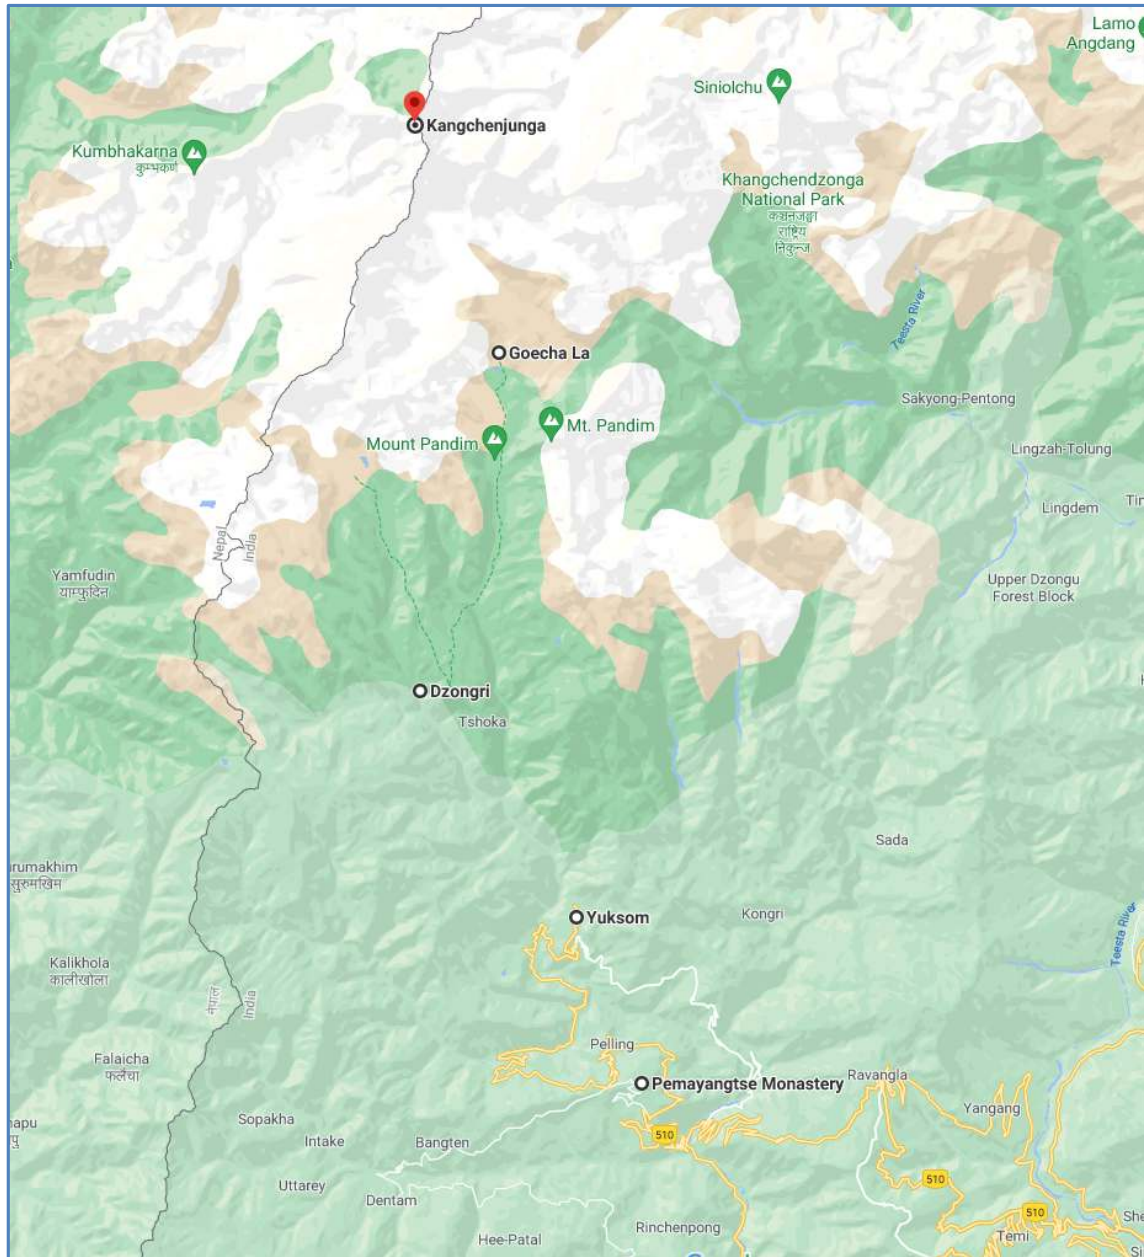 Lamo
Angdang
Siniolchu
Kangchenjunga
Kumbhakarna
कुम्भकर्ण
Khangchendzonga
National Park
कञ्चनजङ्घा
राष्ट्रिय
निकुन्ज
Teesta River
Goecha La
Sakyong-Pentong
Mt. Pandim
Mount Pandim
Lingzah-Tolung
Lingdem
Nepal
India
Yamfudin
याम्फुदिन
Upper Dzongu
Forest Block
Dzongri
Tshoka
Sada
Yuksom
Kongri
Teesta River
Kalikhola
कालीखोला
नेपाल
India
Pelling
Falaicha
फलैचा
Pemayangtse Monastery
Ravangla
Yangang
Sopakha
510
Intake
Bangten
Uttarey
510
Dentam
510
Rinchenpong
Temi
Hee-Patal